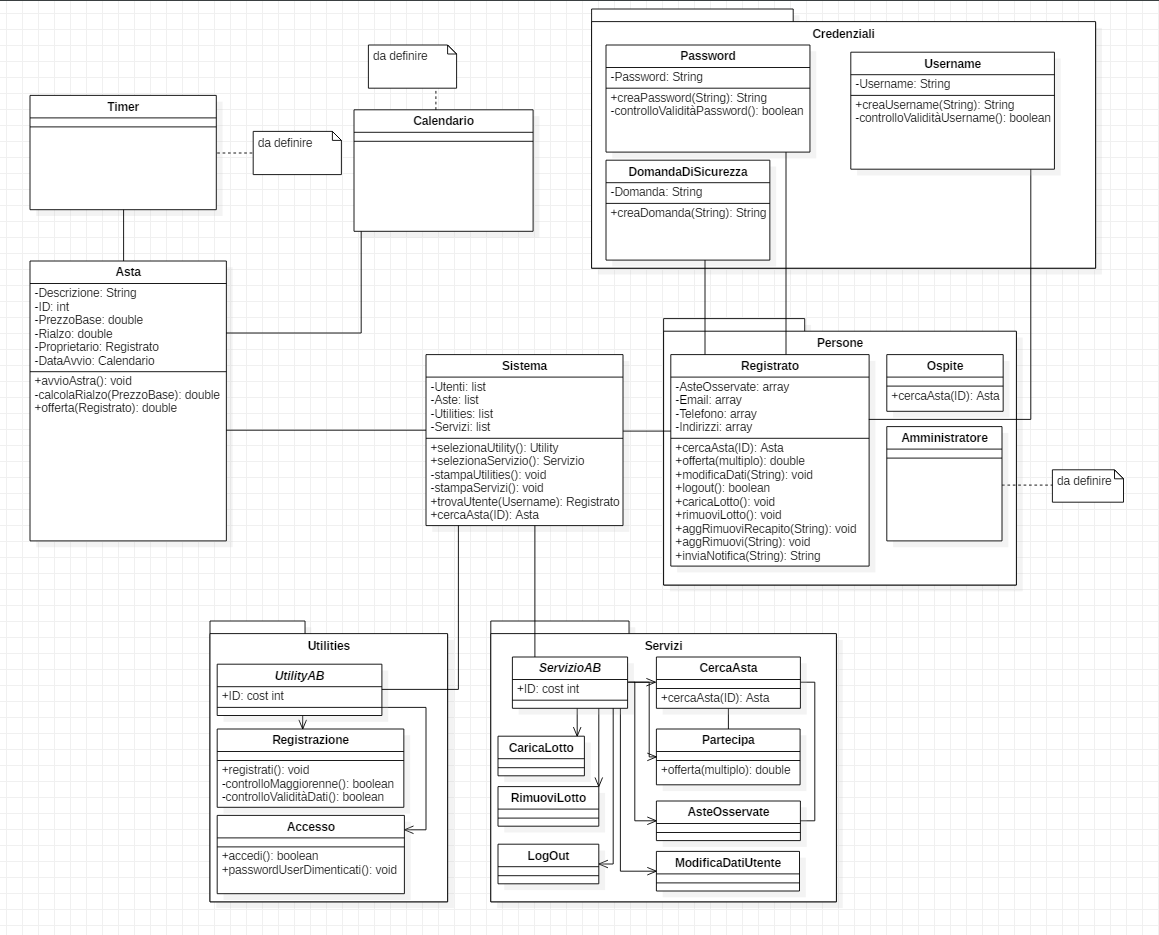 da definire
Timer
da definire
Calendario
Credenziali
Password
-Password: String
+creaPassword(String): String
-controlloValiditàPassword(): boolean
Username
-Username: String
+creaUsername(String): String
-controlloValiditàUsername(): boolean
DomandaDiSicurezza
-Domanda: String
+creaDomanda(String): String
Asta
-Descrizione: String
-ID: int
-PrezzoBase: double
-Rialzo: double
-Proprietario: Registrato
-DataAvvio: Calendario
+avvioAstra(): void
-calcolaRialzo(PrezzoBase): double
+offerta(Registrato): double
Sistema
-Utenti: list
-Aste: list
-Utilities: list
-Servizi: list
+selezionaUtility(): Utility
+selezionaServizio(): Servizio
-stampaUtilities(): void
-stampaServizi(): void
+trovaUtente(Username): Registrato
+cercaAsta(ID): Asta
Persone
Registrato
-AsteOsservate: array
-Email: array
-Telefono: array
-Indirizzi: array
+cercaAsta(ID): Asta
+offerta(multiplo): double
+modificaDati(String): void
+logout(): boolean
+caricaLotto(): void
+rimuoviLotto(): void
+aggRimuoviRecapito(String): void
+aggRimuovi(String): void
+inviaNotifica(String): String
Ospite
+cercaAsta(ID): Asta
Amministratore
da definire
Utilities
UtilityAB
+ID: cost int
Registrazione
+registrati(): void
-controlloMaggiorenne(): boolean
-controlloValiditàDati(): boolean
Accesso
+accedi(): boolean
+passwordUserDimenticati(): void
Servizi
ServizioAB
+ID: cost int
CercaAsta
+cercaAsta(ID): Asta
CaricaLotto
Partecipa
+offerta(multiplo): double
RimuoviLotto
AsteOsservate
LogOut
ModificaDatiUtente